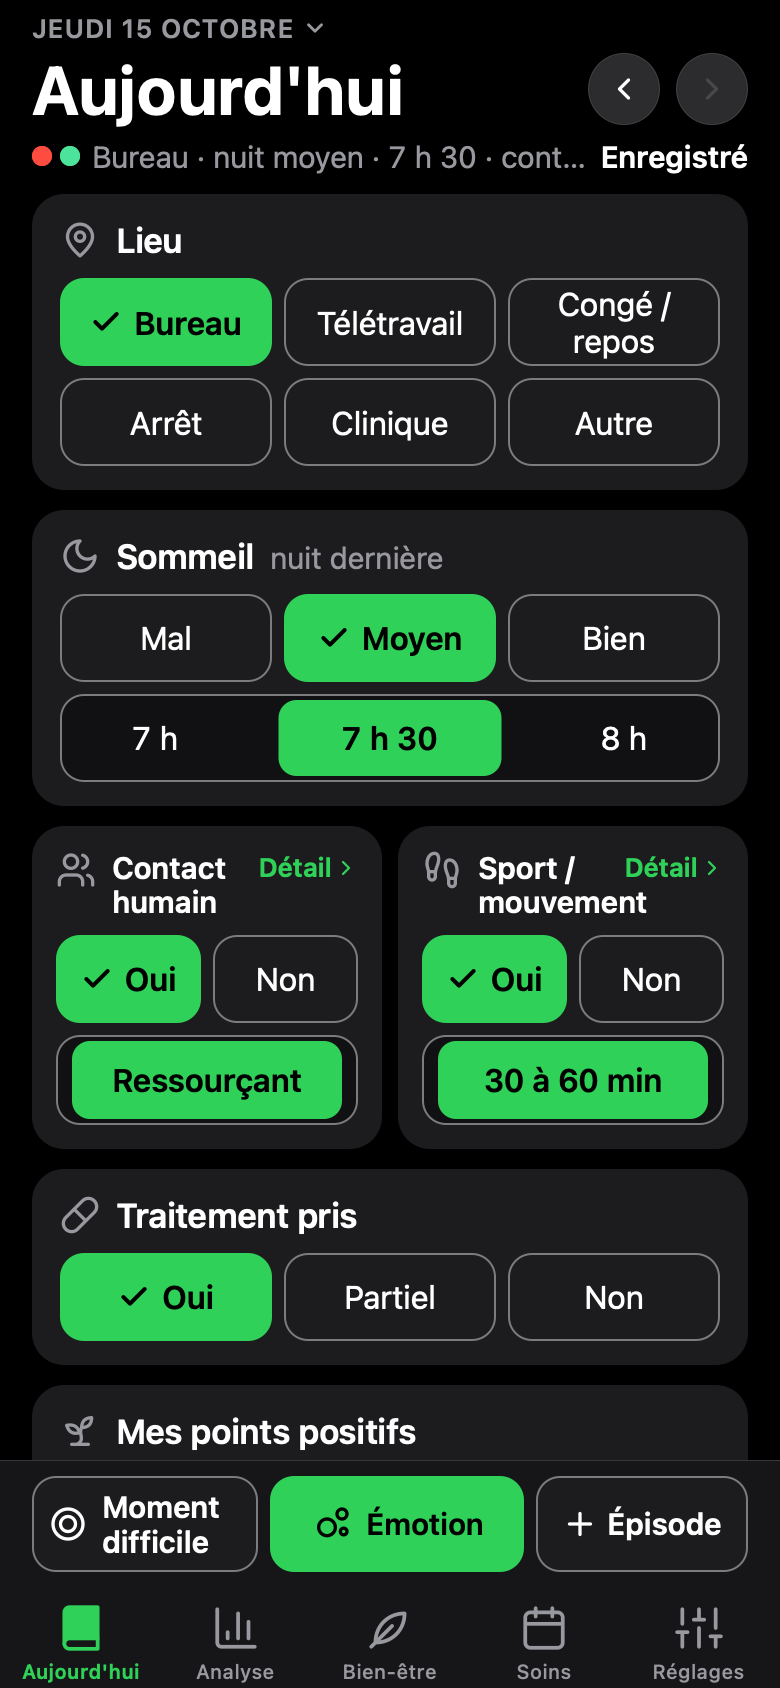 JEUDI 15 OCTOBRE
Aujourd'hui
Bureau · nuit moyen · 7 h 30 · cont... Enregistré
Lieu
Bureau
Télétravail
Congé /
repos
Arrêt
Clinique
Autre
Sommeil nuit dernière
Mal
Moyen
Bien
7 h
7 h 30
8 h
Contact
humain
Détail
Oui
Non
Ressourçant
Sport /
mouvement
Détail
Oui
Non
30 à 60 min
Traitement pris
Oui
Partiel
Non
Mes points positifs
Moment
difficile
Émotion
Épisode
Aujourd'hui
Analyse
Bien-être
Soins
Réglages